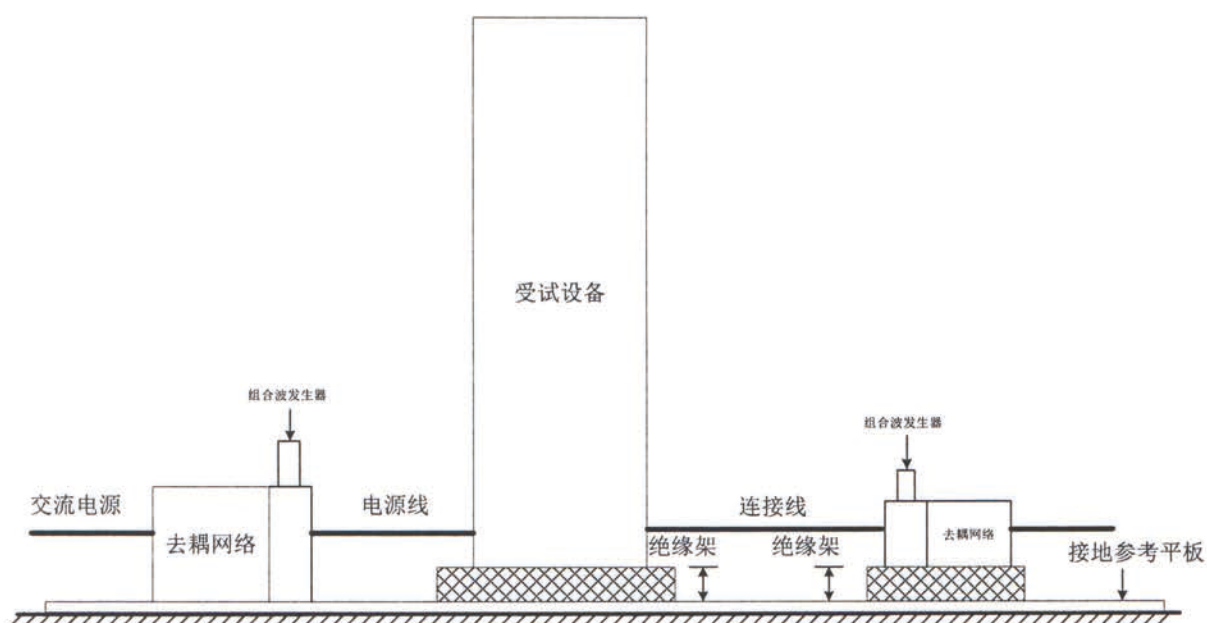 受试设备
组合波发生器
组合波发生器
交流电源
电源线
连接线
去耦网络
去耦网络
绝缘架
绝缘架
接地参考平板